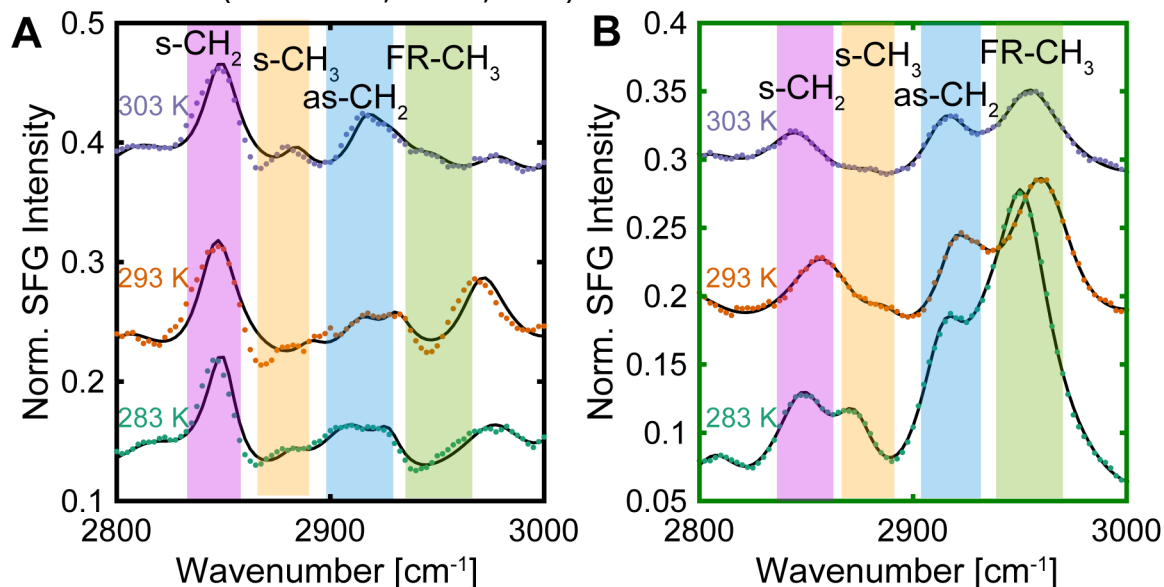 A
0.5
0.4
0.3
0.2
0.1
Norm. SFG Intensity
s-CH₂
s-CH₃
as-CH₂
FR-CH₃
303 K
293 K
283 K
2800
2900
3000
Wavenumber [cm⁻¹]
B
0.4
0.35
0.3
0.25
0.2
0.15
0.1
0.05
Norm. SFG Intensity
s-CH₂
s-CH₃
as-CH₂
FR-CH₃
303 K
293 K
283 K
2800
2900
3000
Wavenumber [cm⁻¹]